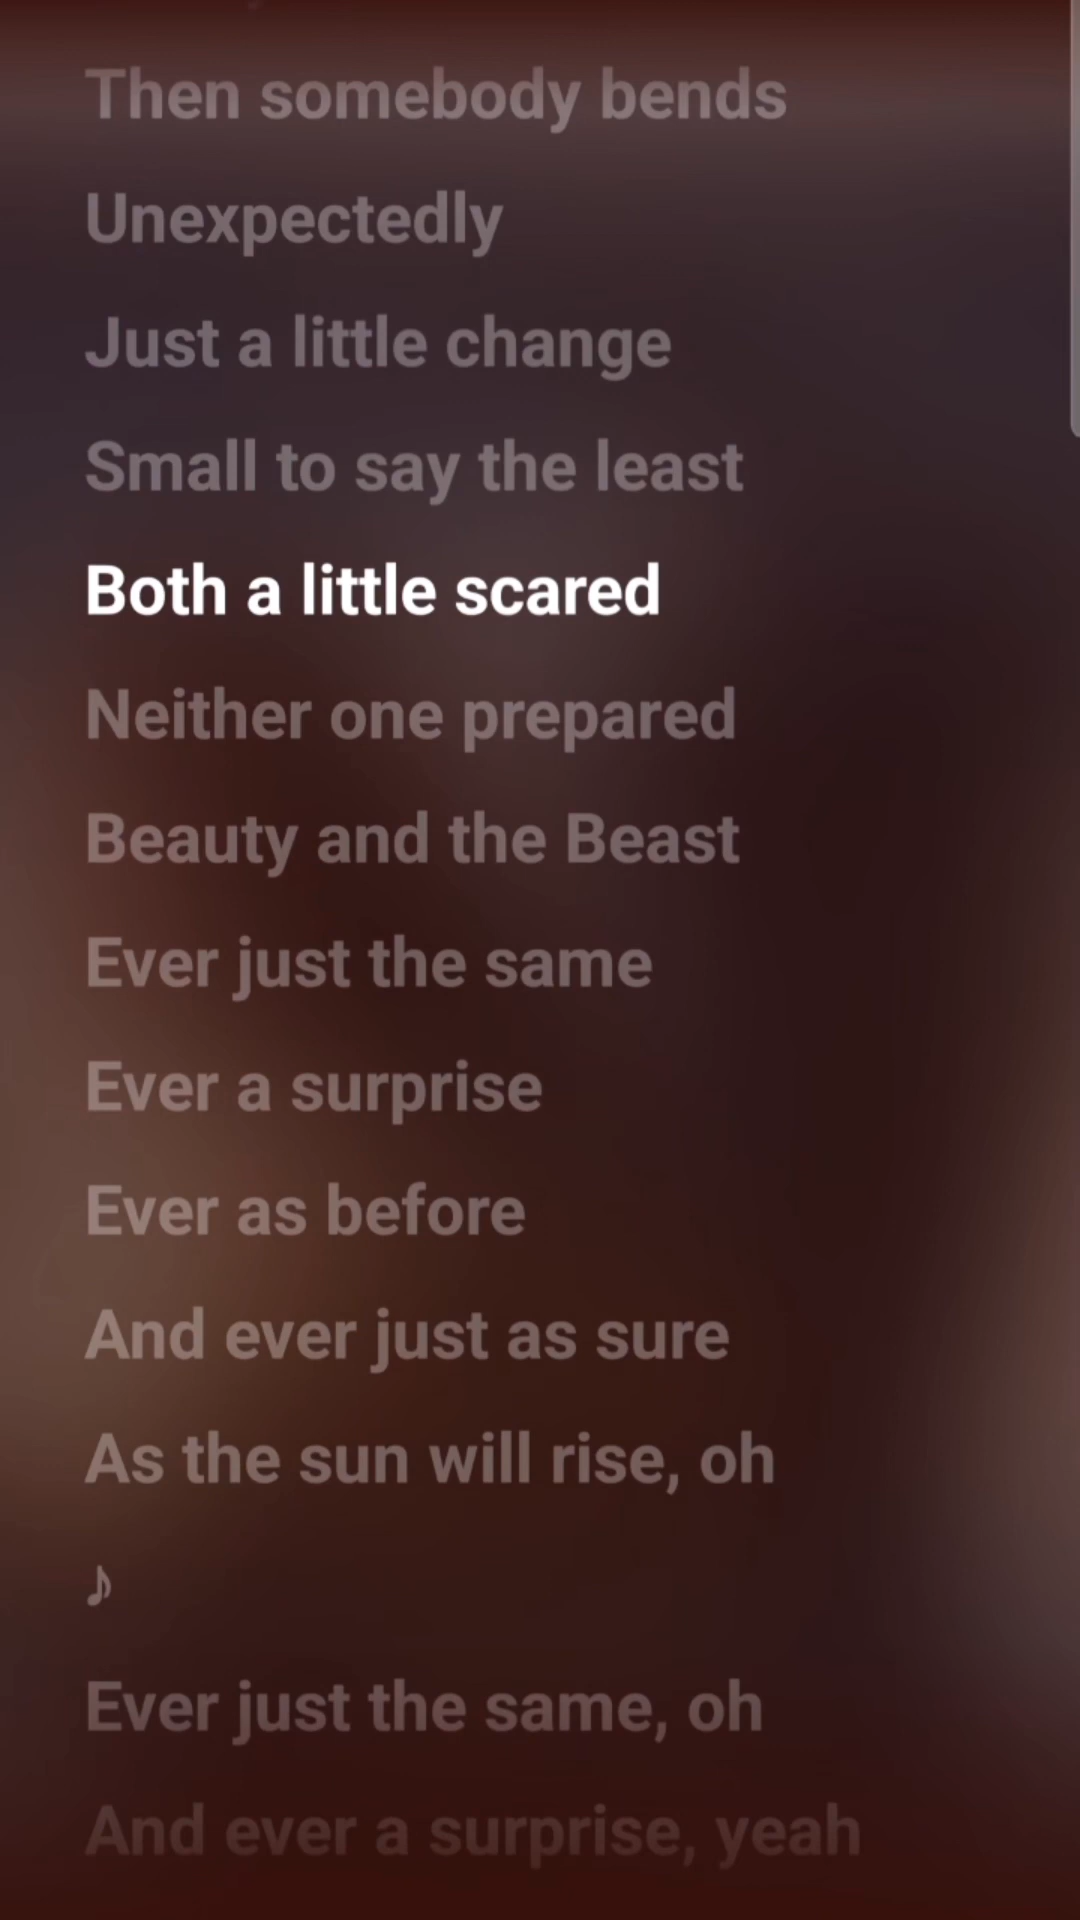 Then somebody bends
Unexpectedly
Just a little change
Small to say the least
Both a little scared
Neither one prepared
Beauty and the Beast
Ever just the same
Ever a surprise
Ever as before
And ever just as sure
As the sun will rise, oh
♪
Ever just the same, oh
And ever a surprise, yeah